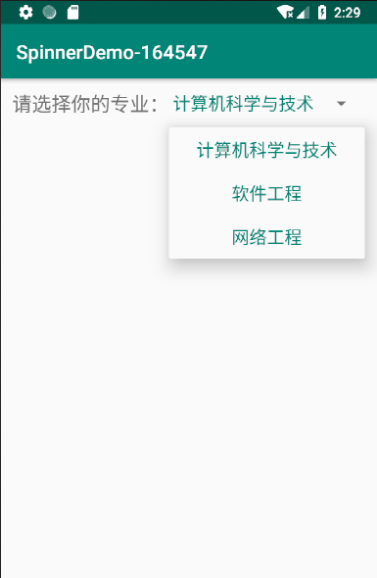 2:29
SpinnerDemo-164547
请选择你的专业： 计算机科学与技术
计算机科学与技术
软件工程
网络工程